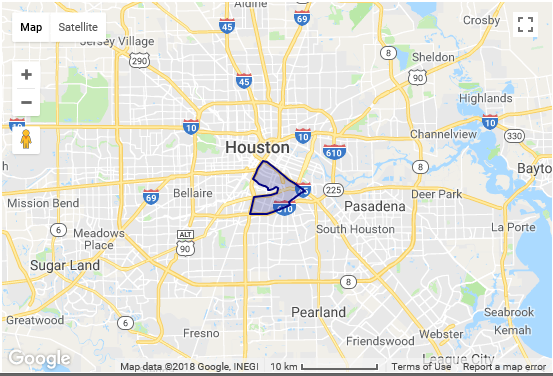 Map Satellite
Aldine
Crosby
Jersey Village
Sheldon
Highlands
Channelview
Houston
Bayto
Bellaire
Mission Bend
Deer Park
Pasadena
Meadows
Place
South Houston
La Porte
Sugar Land
Pearland
Greatwood
Fresno
Seabrook
Kemah
Webster
Friendswood
League City
45
69
290
90
45
8
10
10
10
610
10
330
8
69
225
610
6
ALT
90
8
6
Google
Map data ©2018 Google, INEGI 10 km Terms of Use Report a map error